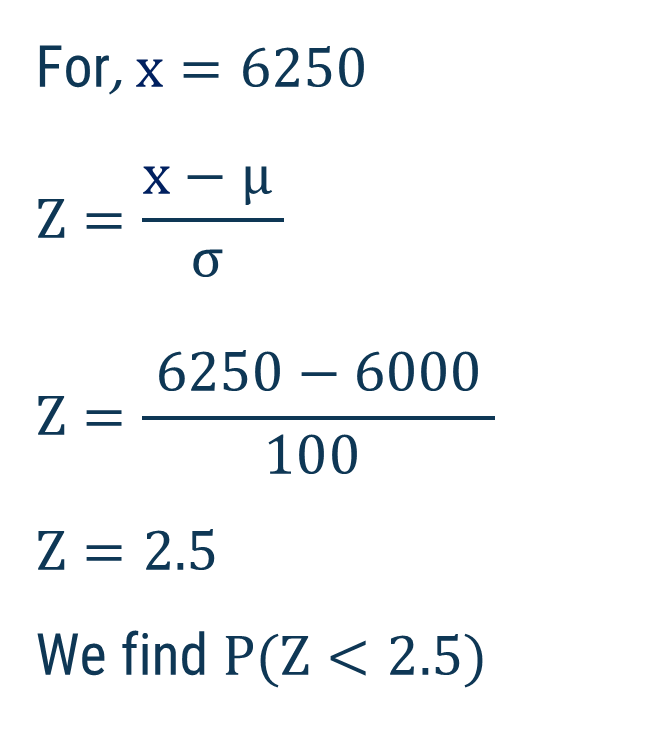 For, x = 6250
Z = (x − μ) / σ
Z = (6250 − 6000) / 100
Z = 2.5
We find P(Z < 2.5)